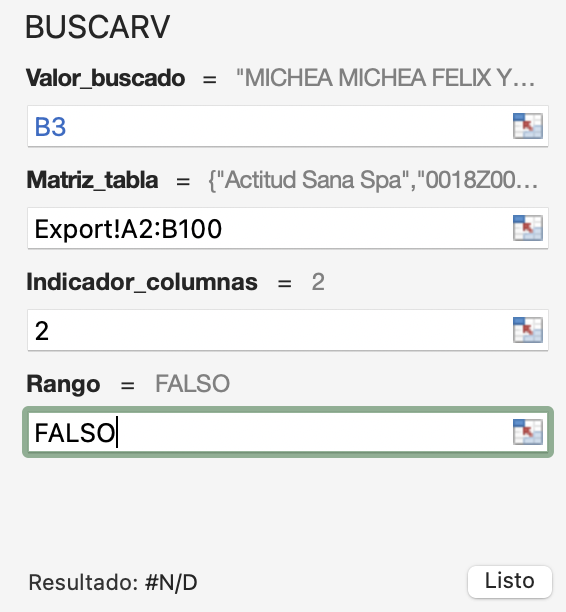 BUSCARV
Valor_buscado = "MICHEA MICHEA FELIX Y...
B3
Matriz_tabla = {"Actitud Sana Spa","0018Z00...
Export!A2:B100
Indicador_columnas = 2
2
Rango = FALSO
FALSO
Resultado: #N/D
Listo